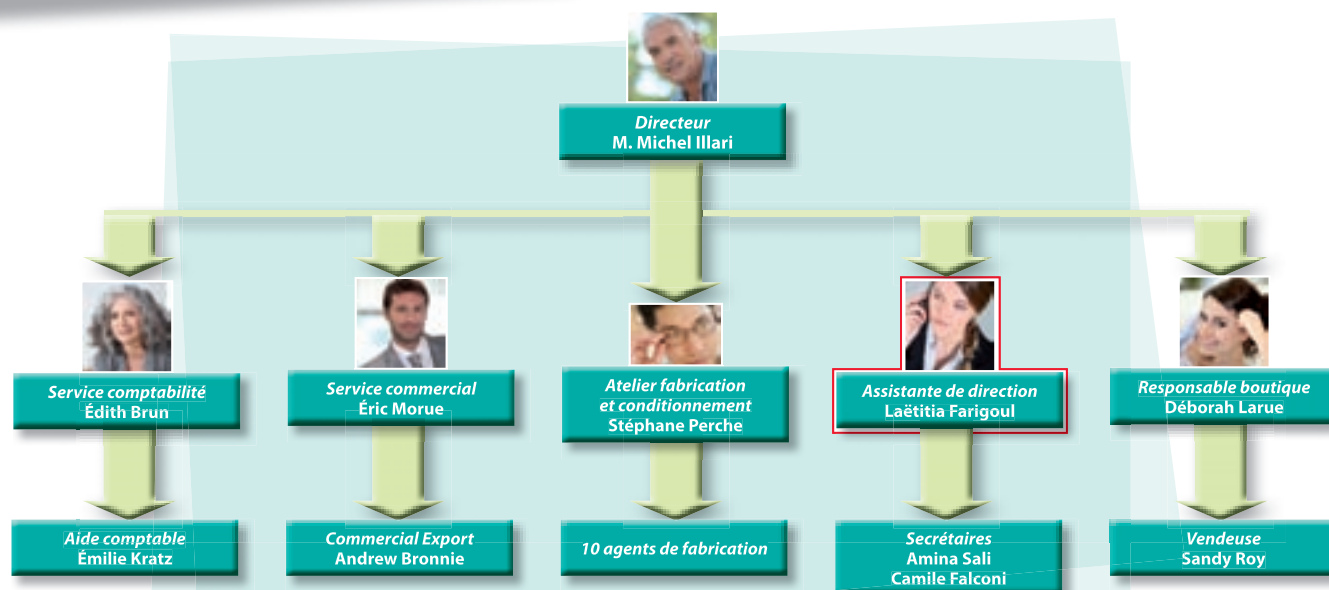 Directeur
M. Michel Illari
Service comptabilité
Édith Brun
Service commercial
Éric Morue
Atelier fabrication
et conditionnement
Stéphane Perche
Assistante de direction
Laëtitia Farigoul
Responsable boutique
Déborah Larue
Aide comptable
Émilie Kratz
Commercial Export
Andrew Bronnie
10 agents de fabrication
Secrétaires
Amina Sali
Camile Falconi
Vendeuse
Sandy Roy